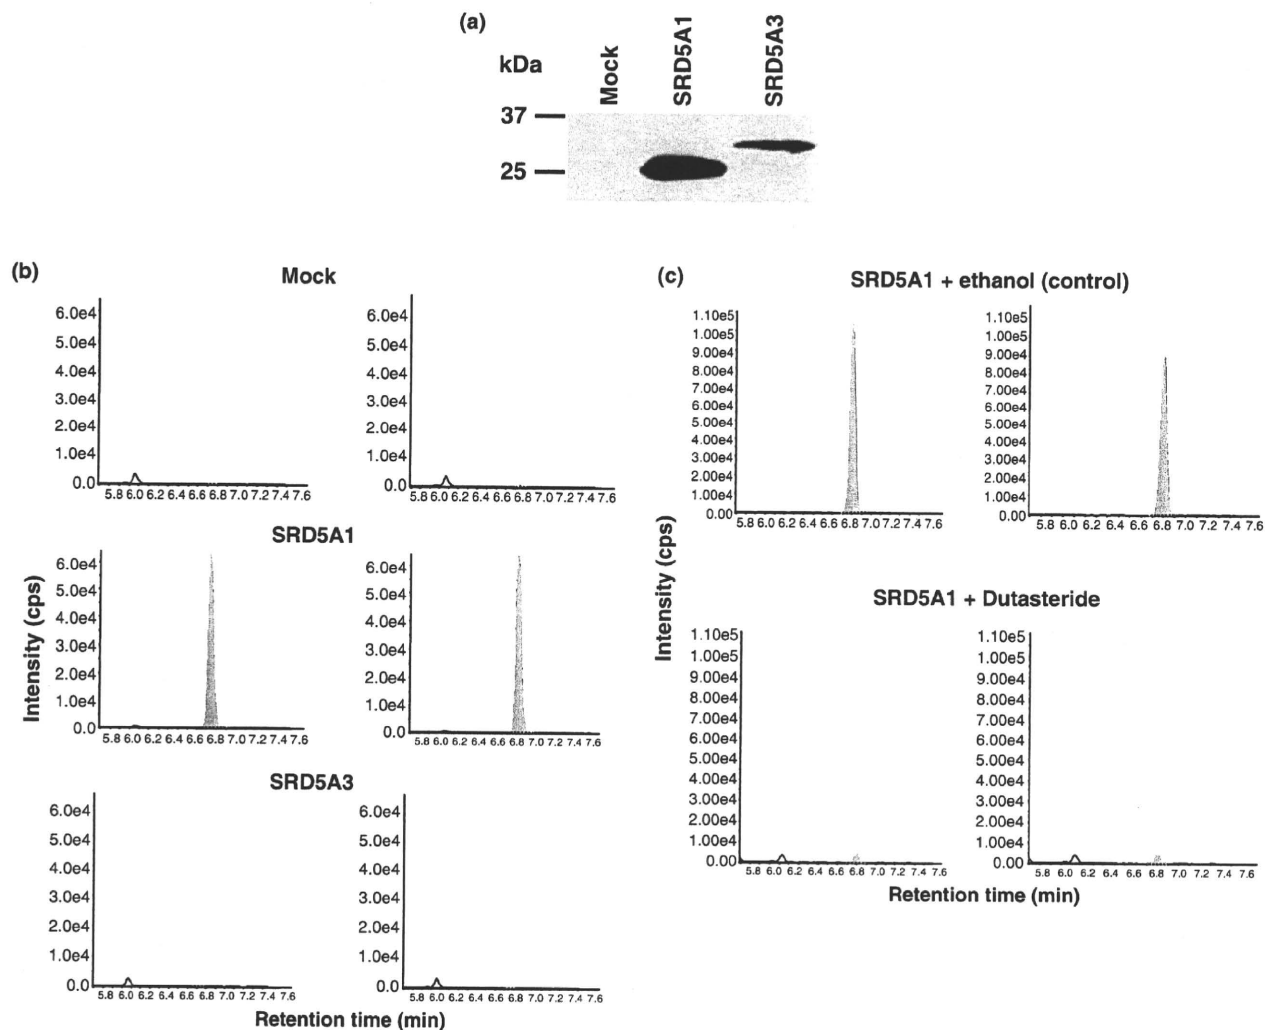 (a)
kDa
Mock
SRD5A1
SRD5A3
37
25
(b)
Mock
6.0e4
5.0e4
4.0e4
3.0e4
2.0e4
1.0e4
0.0
5.8 6.0 6.2 6.4 6.6 6.8 7.0 7.2 7.4 7.6
6.0e4
5.0e4
4.0e4
3.0e4
2.0e4
1.0e4
0.0
5.8 6.0 6.2 6.4 6.6 6.8 7.0 7.2 7.4 7.6
SRD5A1
Intensity (cps)
6.0e4
5.0e4
4.0e4
3.0e4
2.0e4
1.0e4
0.0
5.8 6.0 6.2 6.4 6.6 6.8 7.0 7.2 7.4 7.6
6.0e4
5.0e4
4.0e4
3.0e4
2.0e4
1.0e4
0.0
5.8 6.0 6.2 6.4 6.6 6.8 7.0 7.2 7.4 7.6
SRD5A3
6.0e4
5.0e4
4.0e4
3.0e4
2.0e4
1.0e4
0.0
5.8 6.0 6.2 6.4 6.6 6.8 7.0 7.2 7.4 7.6
6.0e4
5.0e4
4.0e4
3.0e4
2.0e4
1.0e4
0.0
5.8 6.0 6.2 6.4 6.6 6.8 7.0 7.2 7.4 7.6
Retention time (min)
(c)
SRD5A1 + ethanol (control)
1.10e5
1.00e5
9.00e4
8.00e4
7.00e4
6.00e4
5.00e4
4.00e4
3.00e4
2.00e4
1.00e4
0.00
5.8 6.0 6.2 6.4 6.6 6.8 7.0 7.2 7.4 7.6
1.10e5
1.00e5
9.00e4
8.00e4
7.00e4
6.00e4
5.00e4
4.00e4
3.00e4
2.00e4
1.00e4
0.00
5.8 6.0 6.2 6.4 6.6 6.8 7.0 7.2 7.4 7.6
Intensity (cps)
SRD5A1 + Dutasteride
1.10e5
1.00e5
9.00e4
8.00e4
7.00e4
6.00e4
5.00e4
4.00e4
3.00e4
2.00e4
1.00e4
0.00
5.8 6.0 6.2 6.4 6.6 6.8 7.0 7.2 7.4 7.6
1.10e5
1.00e5
9.00e4
8.00e4
7.00e4
6.00e4
5.00e4
4.00e4
3.00e4
2.00e4
1.00e4
0.00
5.8 6.0 6.2 6.4 6.6 6.8 7.0 7.2 7.4 7.6
Retention time (min)